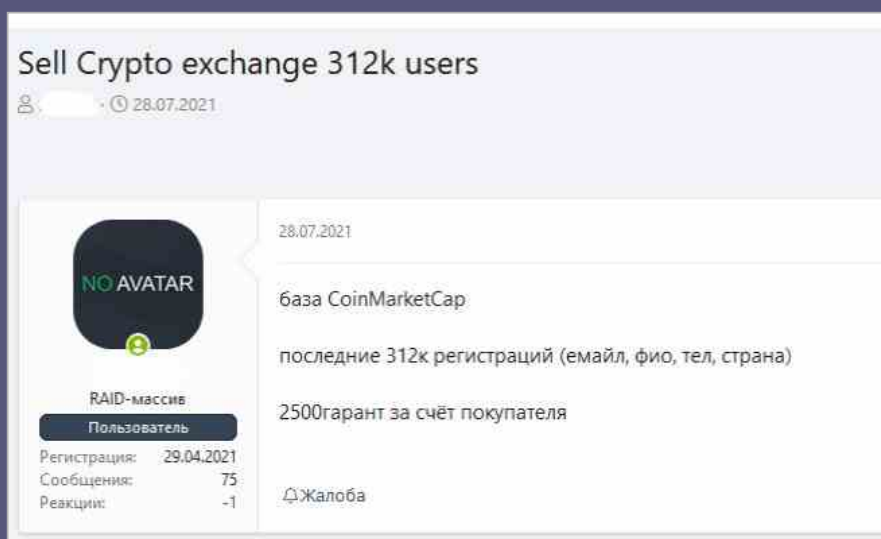 Sell Crypto exchange 312k users
· 28.07.2021
NO AVATAR
RAID-массив
Пользователь
Регистрация: 29.04.2021
Сообщения: 75
Реакции: -1
28.07.2021
база CoinMarketCap
последние 312к регистраций (емайл, фио, тел, страна)
2500гарант за счёт покупателя
Жалоба